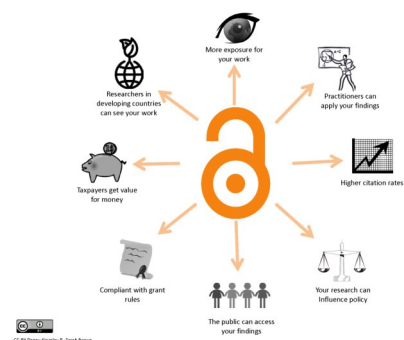 More exposure for
your work
Practitioners can
apply your findings
Higher citation rates
Your research can
Influence policy
The public can access
your findings
Compliant with grant
rules
Taxpayers get value
for money
Researchers in
developing countries
can see your work
cc
BY